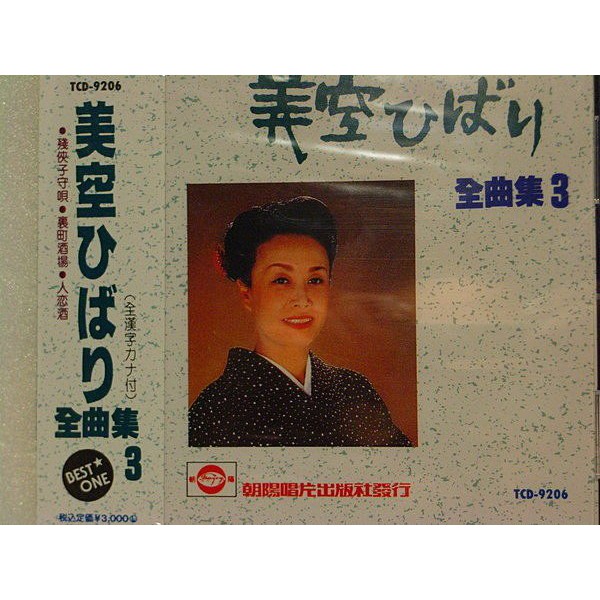 TCD-9206
美空ひばり
全曲集3
(全漢字カナ付)
●残侠子守唄●裏町酒場●人恋酒
BEST★ONE
税込定価¥3,000
美空ひばり
全曲集3
朝陽
朝陽唱片出版社發行
TCD-9206